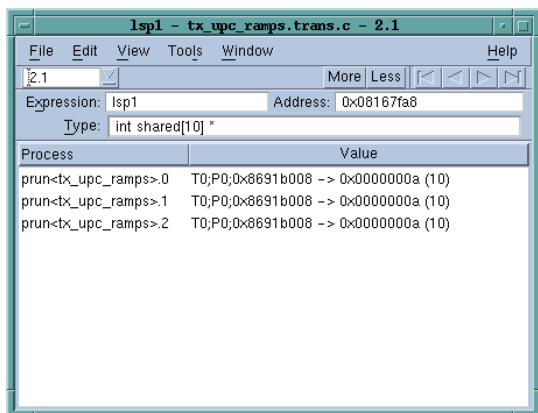 lsp1 - tx_upc_ramps.trans.c - 2.1
File Edit View Tools Window Help
2.1 More Less
Expression: lsp1 Address: 0x08167fa8
Type: int shared[10] *
Process Value
prun<tx_upc_ramps>.0 T0;P0;0x8691b008 -> 0x0000000a (10)
prun<tx_upc_ramps>.1 T0;P0;0x8691b008 -> 0x0000000a (10)
prun<tx_upc_ramps>.2 T0;P0;0x8691b008 -> 0x0000000a (10)